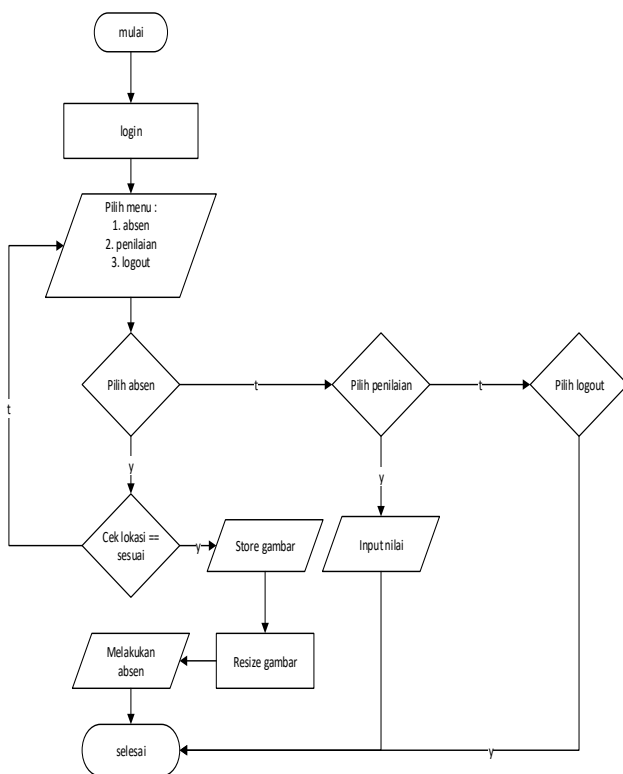 mulai
login
Pilih menu :
1. absen
2. penilaian
3. logout
Pilih absen
t
Pilih penilaian
t
Pilih logout
t
y
y
Cek lokasi ==
sesuai
y
Store gambar
Input nilai
Melakukan
absen
Resize gambar
selesai
y